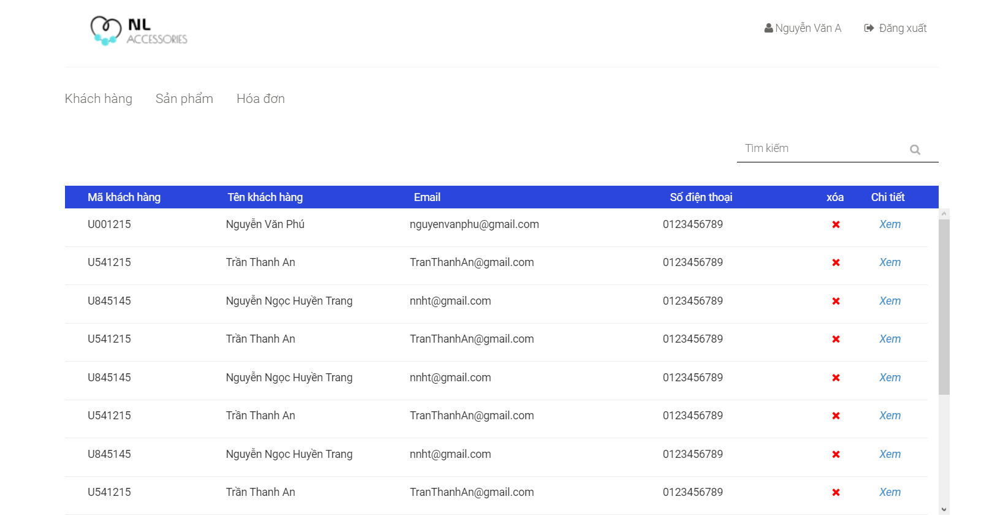 NL
ACCESSORIES
Nguyễn Văn A Đăng xuất
Khách hàng Sản phẩm Hóa đơn
Tìm kiếm
Mã khách hàng Tên khách hàng Email Số điện thoại xóa Chi tiết
U001215 Nguyễn Văn Phú nguyenvanphu@gmail.com 0123456789 Xem
U541215 Trần Thanh An TranThanhAn@gmail.com 0123456789 Xem
U845145 Nguyễn Ngọc Huyền Trang nnht@gmail.com 0123456789 Xem
U541215 Trần Thanh An TranThanhAn@gmail.com 0123456789 Xem
U845145 Nguyễn Ngọc Huyền Trang nnht@gmail.com 0123456789 Xem
U541215 Trần Thanh An TranThanhAn@gmail.com 0123456789 Xem
U845145 Nguyễn Ngọc Huyền Trang nnht@gmail.com 0123456789 Xem
U541215 Trần Thanh An TranThanhAn@gmail.com 0123456789 Xem